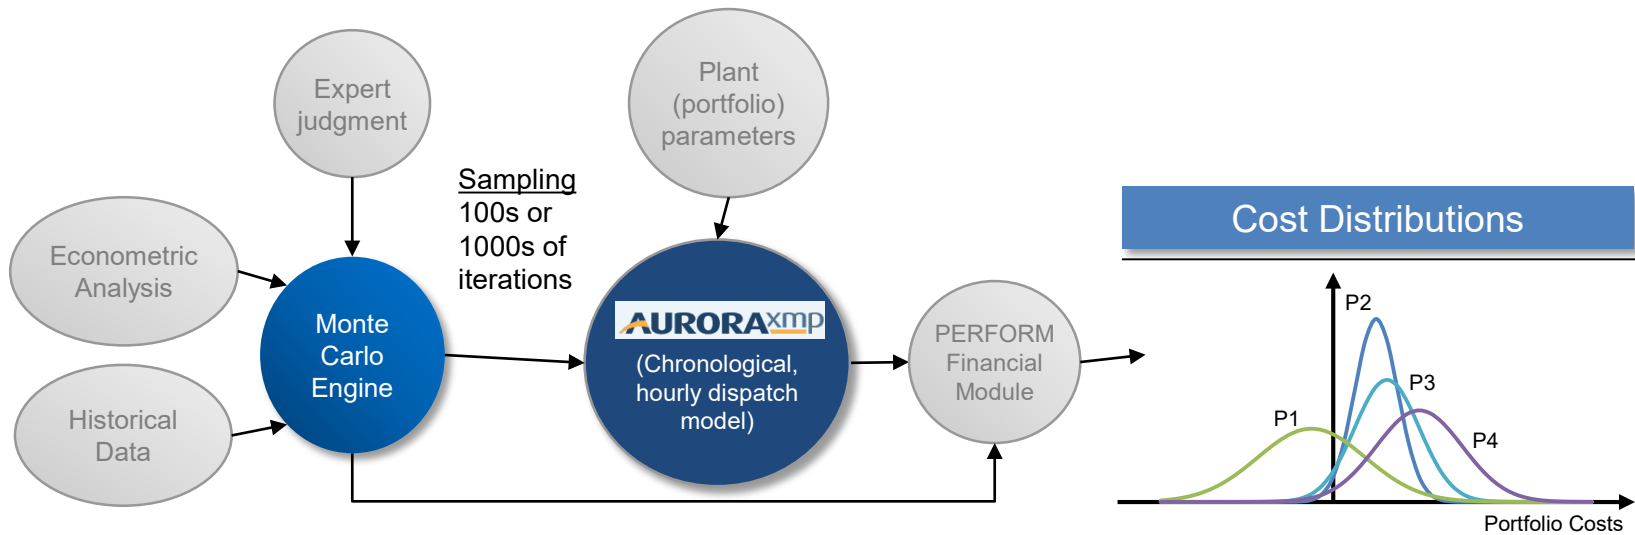 Expert
judgment
Plant
(portfolio)
parameters
Sampling
100s or
1000s of
iterations
Econometric
Analysis
Historical
Data
Monte
Carlo
Engine
AURORAxmp
(Chronological,
hourly dispatch
model)
PERFORM
Financial
Module
Cost Distributions
P2
P3
P1
P4
Portfolio Costs